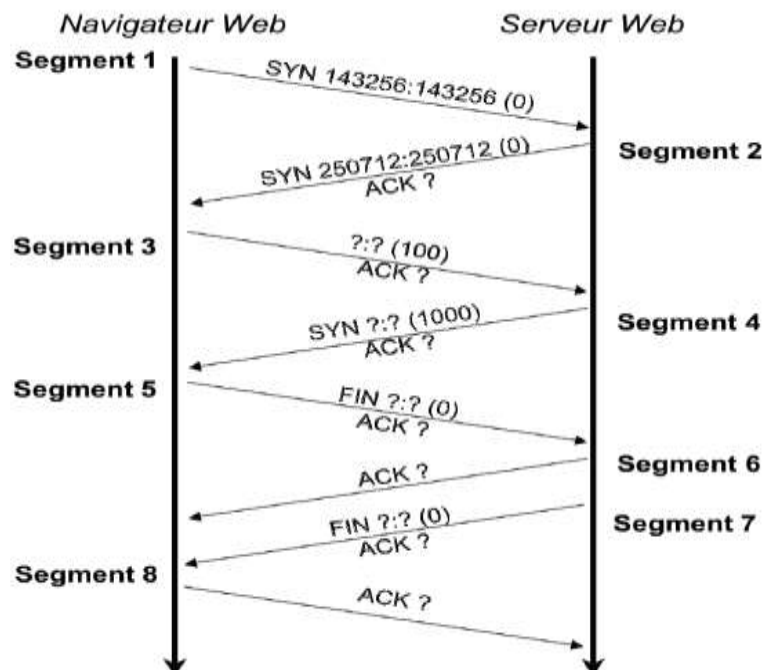 Navigateur Web
Serveur Web
Segment 1
SYN 143256:143256 (0)
Segment 2
SYN 250712:250712 (0)
ACK ?
Segment 3
?:? (100)
ACK ?
Segment 4
SYN ?:? (1000)
ACK ?
Segment 5
FIN ?:? (0)
ACK ?
Segment 6
ACK ?
Segment 7
FIN ?:? (0)
ACK ?
Segment 8
ACK ?